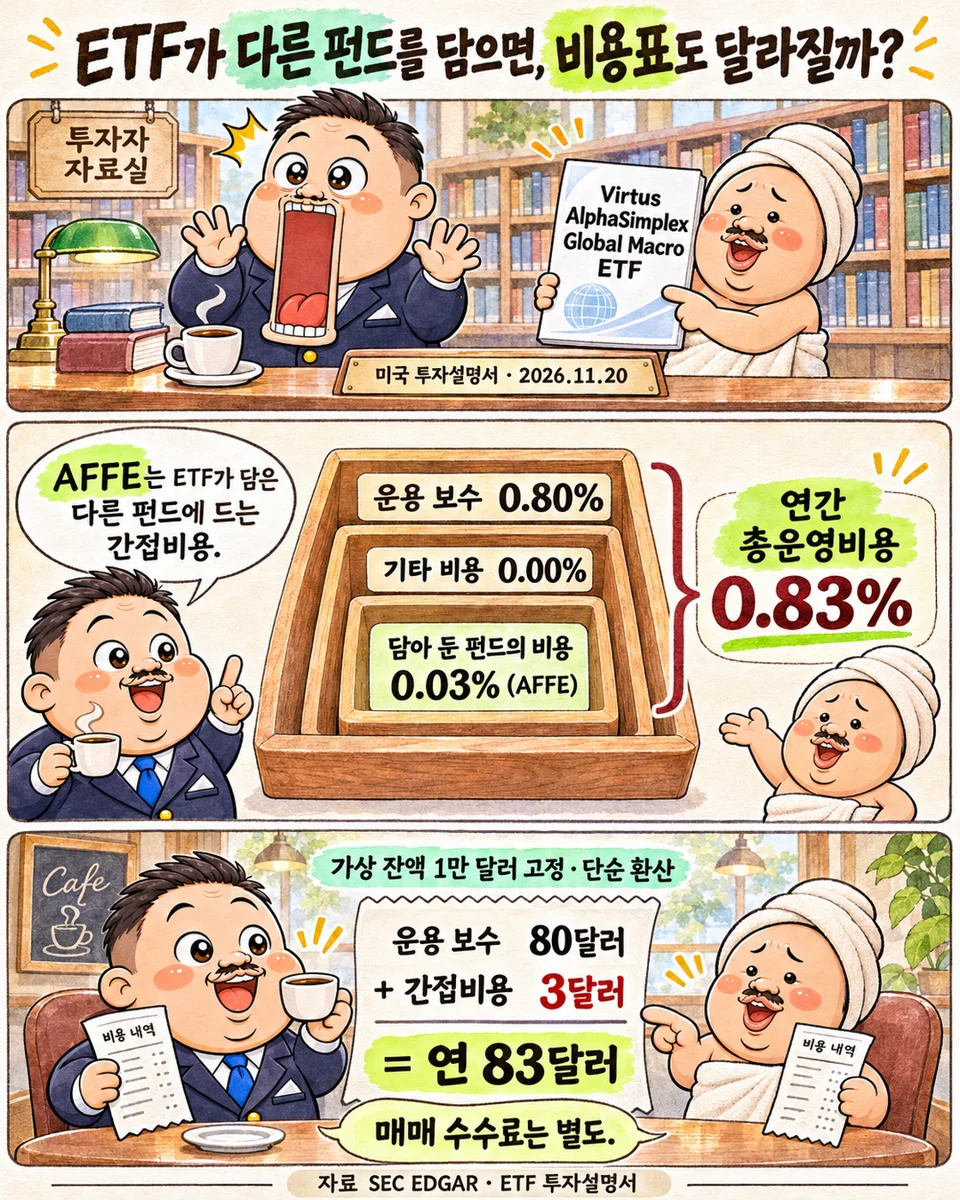 ETF가 다른 펀드를 담으면, 비용표도 달라질까?
투자자
자료실
Virtus
AlphaSimplex
Global Macro
ETF
미국 투자설명서 · 2026.11.20
AFFE는 ETF가 담은
다른 펀드에 드는
간접비용.
운용 보수 0.80%
기타 비용 0.00%
담아 둔 펀드의 비용
0.03% (AFFE)
연간
총운영비용
0.83%
Cafe
가상 잔액 1만 달러 고정 · 단순 환산
운용 보수 80달러
+ 간접비용 3달러
= 연 83달러
매매 수수료는 별도.
비용 내역
비용 내역
자료 SEC EDGAR · ETF 투자설명서